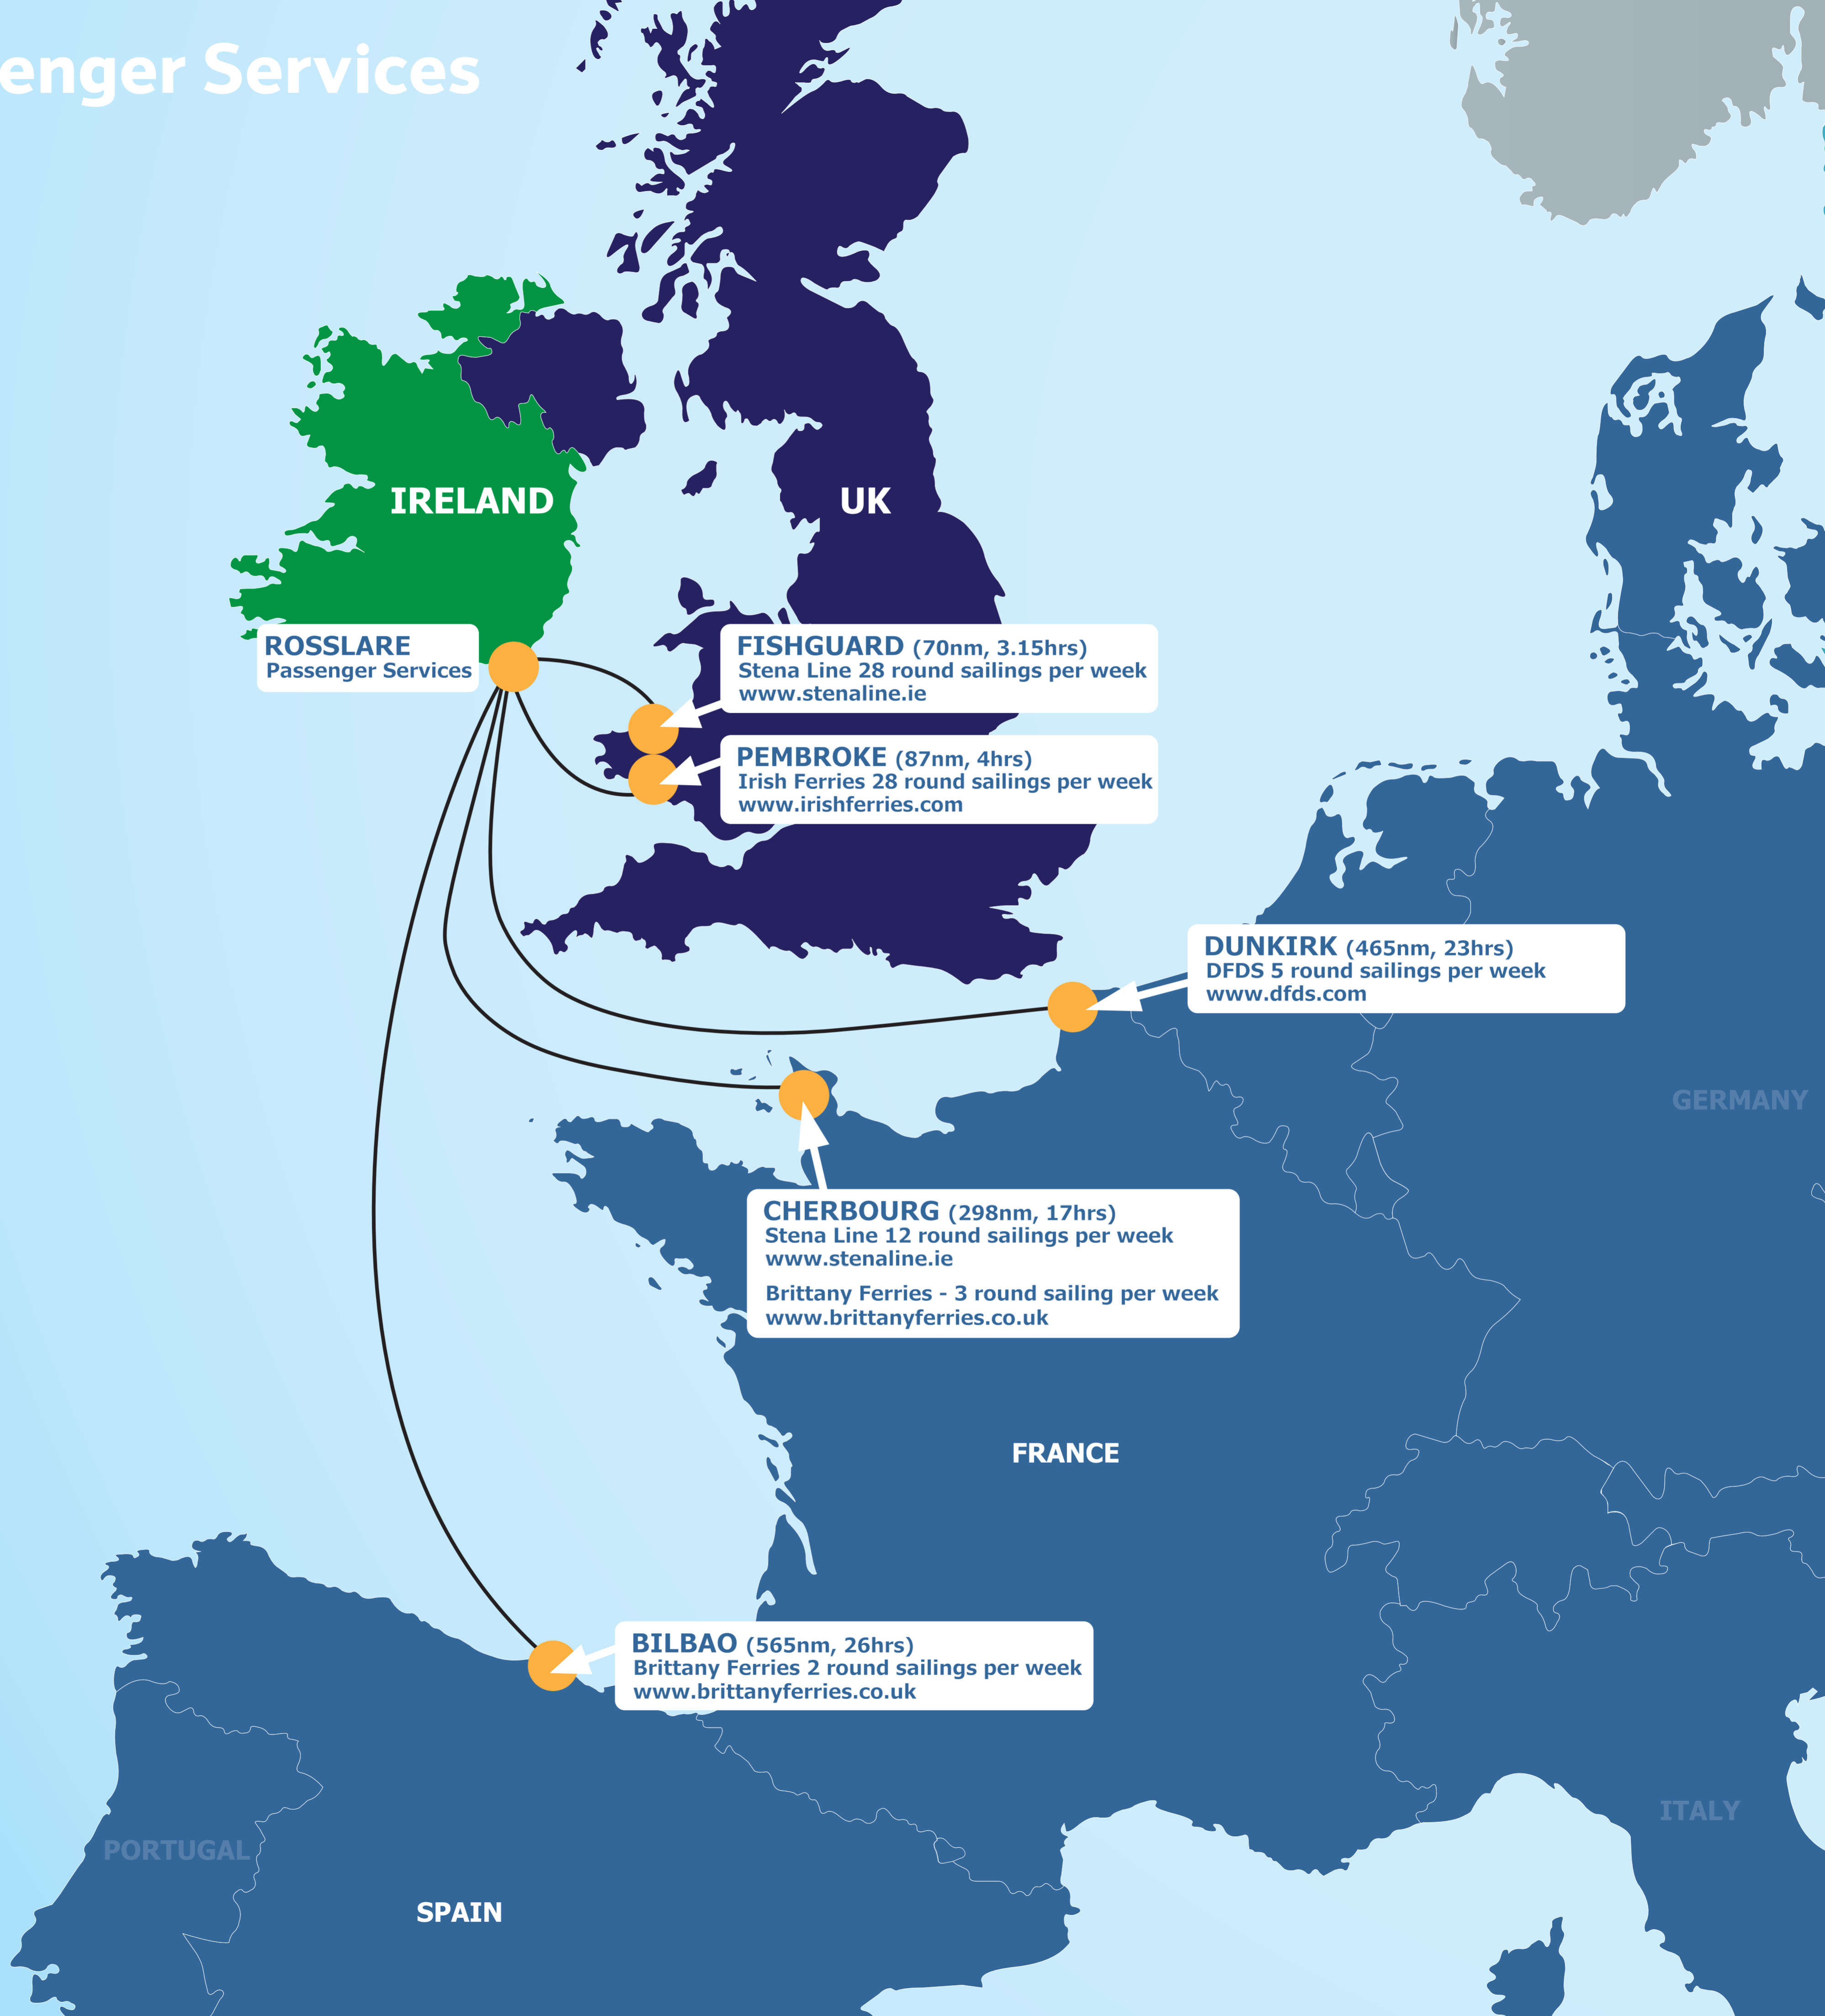 enger Services
IRELAND
UK
ROSSLARE
Passenger Services
FISHGUARD (70nm, 3.15hrs)
Stena Line 28 round sailings per week
www.stenaline.ie
PEMBROKE (87nm, 4hrs)
Irish Ferries 28 round sailings per week
www.irishferries.com
DUNKIRK (465nm, 23hrs)
DFDS 5 round sailings per week
www.dfds.com
GERMANY
CHERBOURG (298nm, 17hrs)
Stena Line 12 round sailings per week
www.stenaline.ie
Brittany Ferries - 3 round sailing per week
www.brittanyferries.co.uk
FRANCE
BILBAO (565nm, 26hrs)
Brittany Ferries 2 round sailings per week
www.brittanyferries.co.uk
ITALY
PORTUGAL
SPAIN